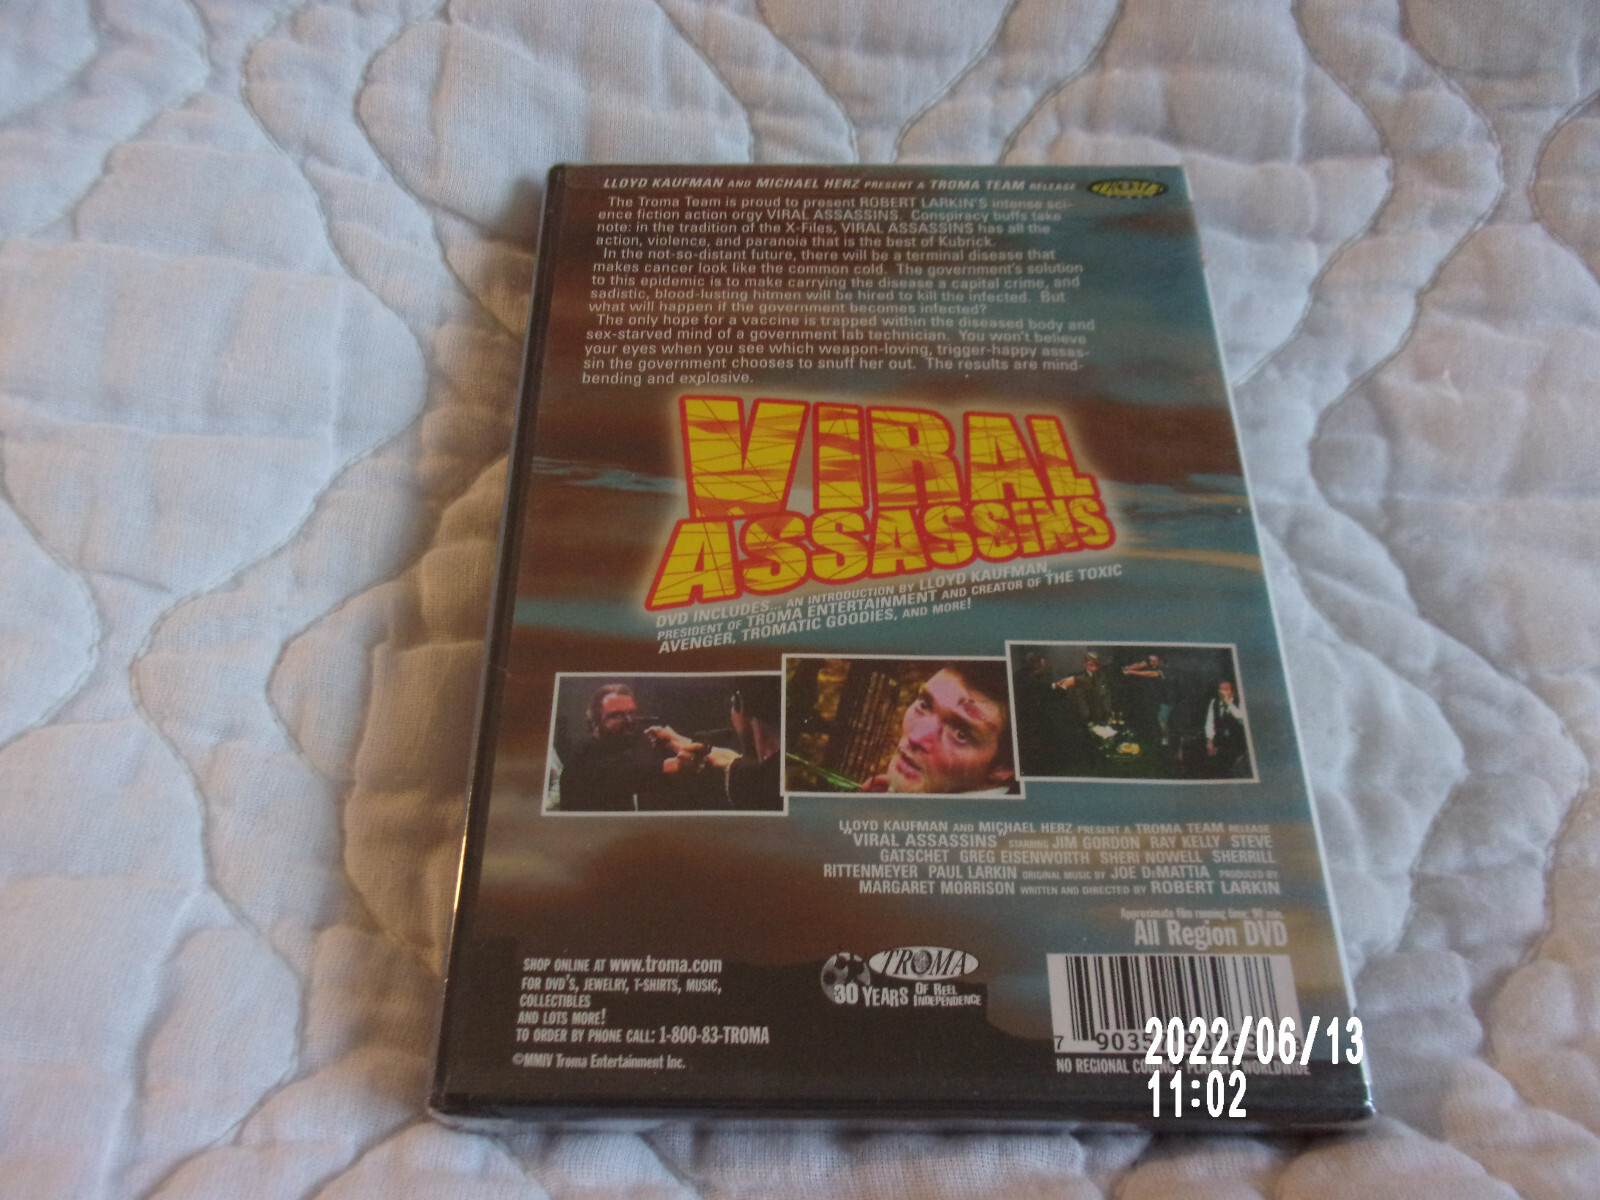 LLOYD KAUFMAN AND MICHAEL HERZ PRESENT A TROMA TEAM RELEASE
TROMA
The Troma Team is proud to present ROBERT LARKIN'S intense sci-
ence fiction action orgy VIRAL ASSASSINS. Conspiracy buffs take
note: in the tradition of the X-Files, VIRAL ASSASSINS has all the
action, violence, and paranoia that is the best of Kubrick.
In the not-so-distant future, there will be a terminal disease that
makes cancer look like the common cold. The government's solution
to this epidemic is to make carrying the disease a capital crime, and
sadistic, blood-lusting hitmen will be hired to kill the infected. But
what will happen if the government becomes infected?
The only hope for a vaccine is trapped within the diseased body and
sex-starved mind of a government lab technician. You won't believe
your eyes when you see which weapon-loving, trigger-happy assas-
sin the government chooses to snuff her out. The results are mind-
bending and explosive.
VIRAL
ASSASSINS
DVD INCLUDES... AN INTRODUCTION BY LLOYD KAUFMAN,
PRESIDENT OF TROMA ENTERTAINMENT AND CREATOR OF THE TOXIC
AVENGER, TROMATIC GOODIES, AND MORE!
LLOYD KAUFMAN AND MICHAEL HERZ PRESENT A TROMA TEAM RELEASE
"VIRAL ASSASSINS" STARRING JIM GORDON RAY KELLY STEVE
GATSCHET GREG EISENWORTH SHERI NOWELL SHERRILL
RITTENMEYER PAUL LARKIN ORIGINAL MUSIC BY JOE DIMATTIA PRODUCED BY
MARGARET MORRISON WRITTEN AND DIRECTED BY ROBERT LARKIN
Approximate film running time: 90 min.
All Region DVD
SHOP ONLINE AT www.troma.com
FOR DVD'S, JEWELRY, T-SHIRTS, MUSIC,
COLLECTIBLES
AND LOTS MORE!
TO ORDER BY PHONE CALL: 1-800-83-TROMA
©MMIV Troma Entertainment Inc.
TROMA
30 YEARS OF REEL INDEPENDENCE
7 9035
NO REGIONAL WORLDWIDE
2022/06/13
11:02